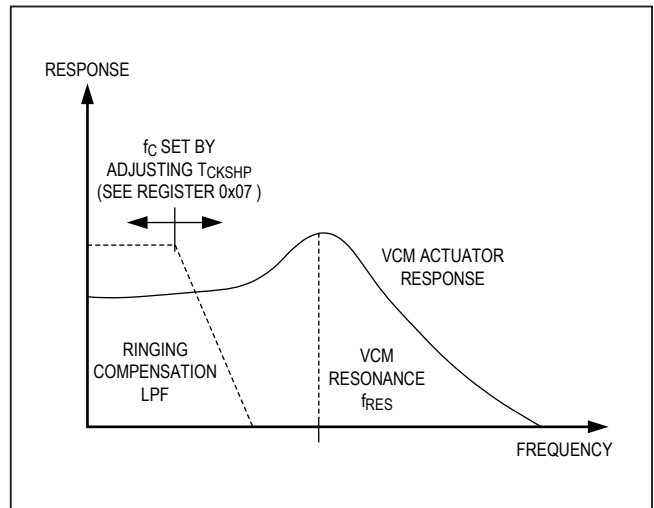 RESPONSE
fC SET BY
ADJUSTING TCKSHP
(SEE REGISTER 0x07 )
VCM ACTUATOR
RESPONSE
RINGING
COMPENSATION
LPF
VCM
RESONANCE
fRES
FREQUENCY